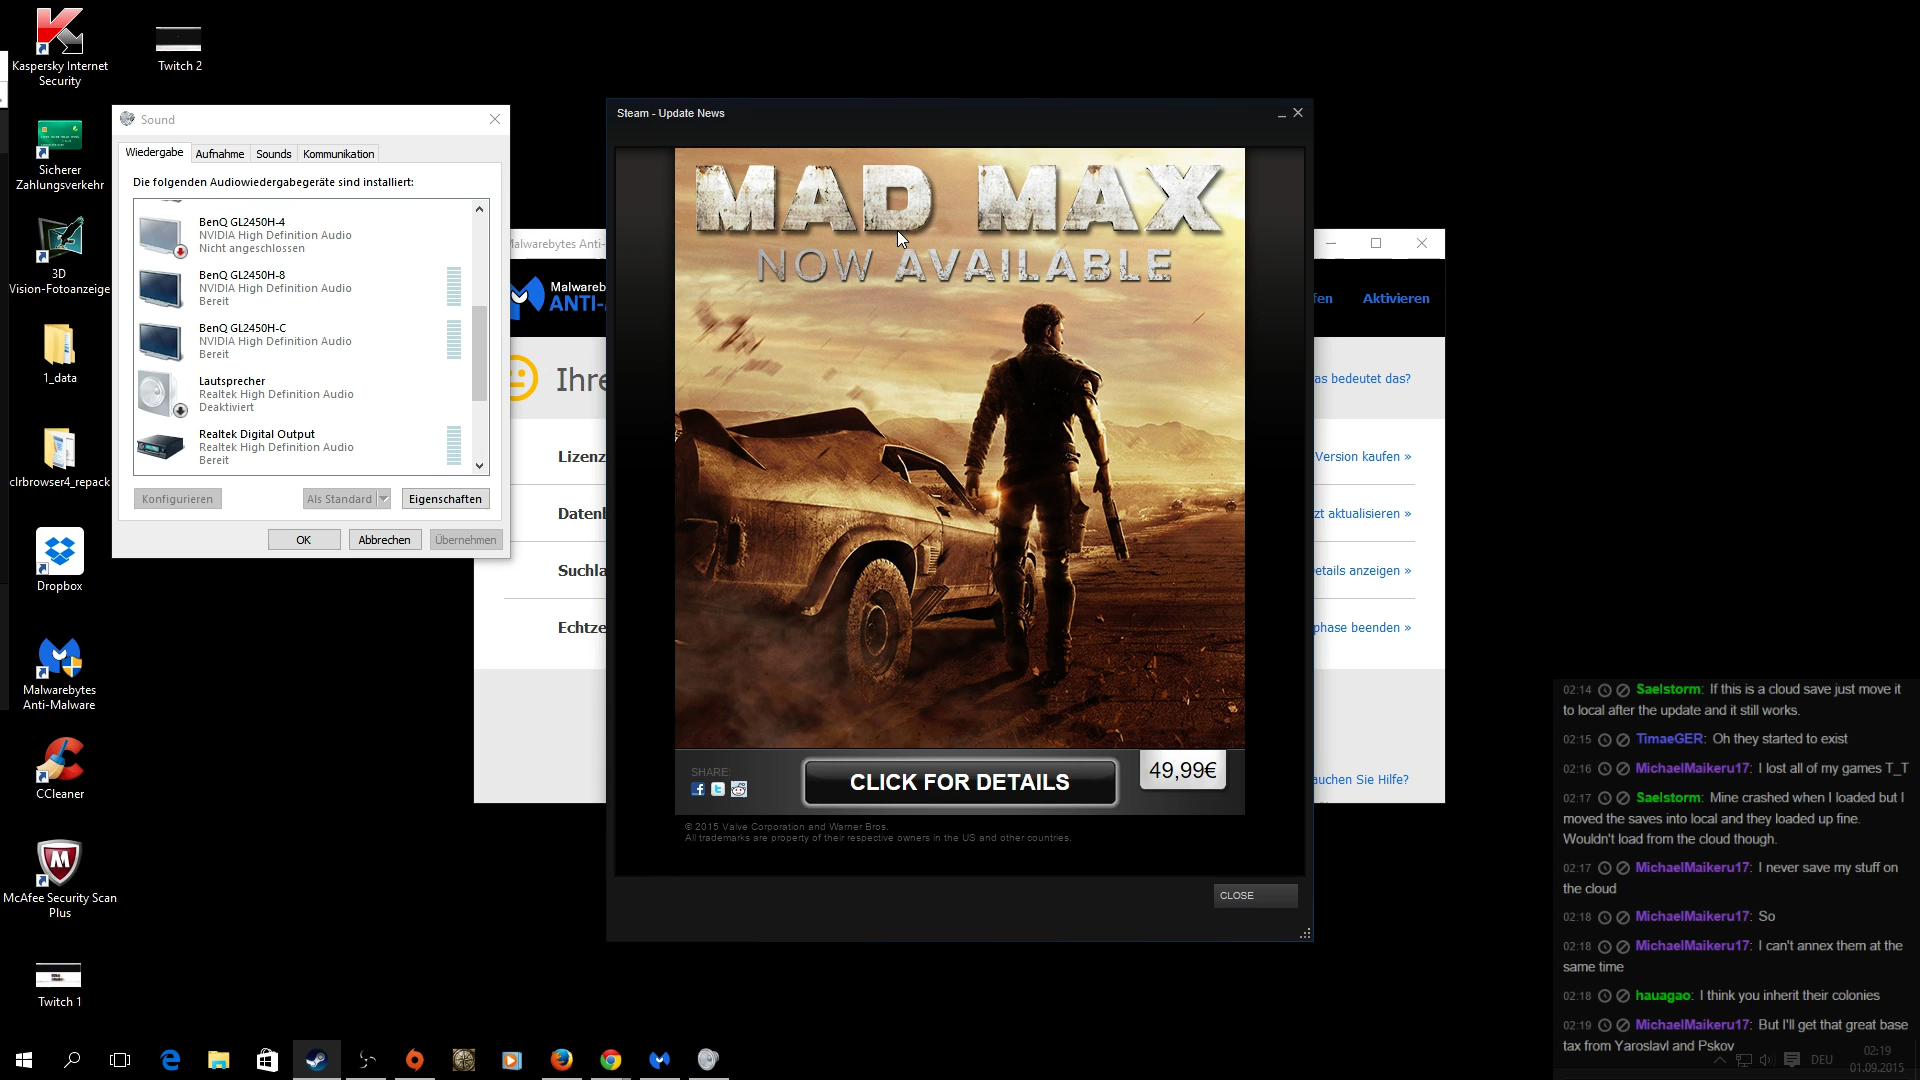 Kaspersky Internet
Security
Twitch 2
Sicherer
Zahlungsverkehr
3D
Vision-Fotoanzeige
1_data
clrbrowser4_repack
Dropbox
Malwarebytes
Anti-Malware
CCleaner
McAfee Security Scan
Plus
Twitch 1
Sound
Wiedergabe
Aufnahme
Sounds
Kommunikation
Die folgenden Audiowiedergabegeräte sind installiert:
BenQ GL2450H-4
NVIDIA High Definition Audio
Nicht angeschlossen
BenQ GL2450H-8
NVIDIA High Definition Audio
Bereit
BenQ GL2450H-C
NVIDIA High Definition Audio
Bereit
Lautsprecher
Realtek High Definition Audio
Deaktiviert
Realtek Digital Output
Realtek High Definition Audio
Bereit
Konfigurieren
Als Standard
Eigenschaften
OK
Abbrechen
Übernehmen
Malwarebytes Anti-
Malwareb
ANTI-
Ihre
Lizenz
Daten
Suchla
Echtze
fen
Aktivieren
as bedeutet das?
Version kaufen »
zt aktualisieren »
etails anzeigen »
phase beenden »
auchen Sie Hilfe?
Steam - Update News
MAD MAX
NOW AVAILABLE
SHARE:
CLICK FOR DETAILS
49,99€
© 2015 Valve Corporation and Warner Bros.
All trademarks are property of their respective owners in the US and other countries.
CLOSE
02:14 Saelstorm: If this is a cloud save just move it
to local after the update and it still works.
02:15 TimaeGER: Oh they started to exist
02:16 MichaelMaikeru17: I lost all of my games T_T
02:17 Saelstorm: Mine crashed when I loaded but I
moved the saves into local and they loaded up fine.
Wouldn't load from the cloud though.
02:17 MichaelMaikeru17: I never save my stuff on
the cloud
02:18 MichaelMaikeru17: So
02:18 MichaelMaikeru17: I can't annex them at the
same time
02:18 hauagao: I think you inherit their colonies
02:19 MichaelMaikeru17: But I'll get that great base
tax from Yaroslavl and Pskov
DEU
02:19
01.09.2015